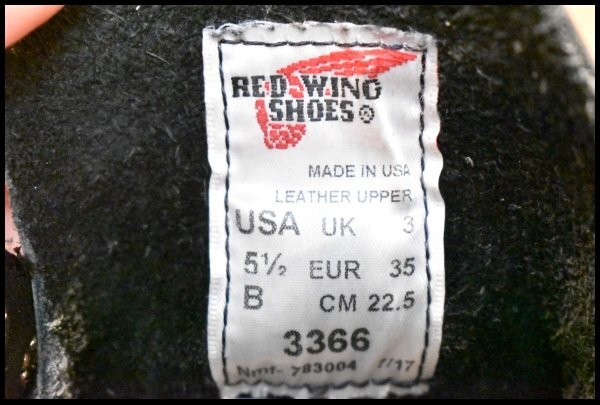 RED WING
SHOES ®
MADE IN USA
LEATHER UPPER
USA UK 3
5½ EUR 35
B CM 22.5
3366
Nmr- 783004 /17